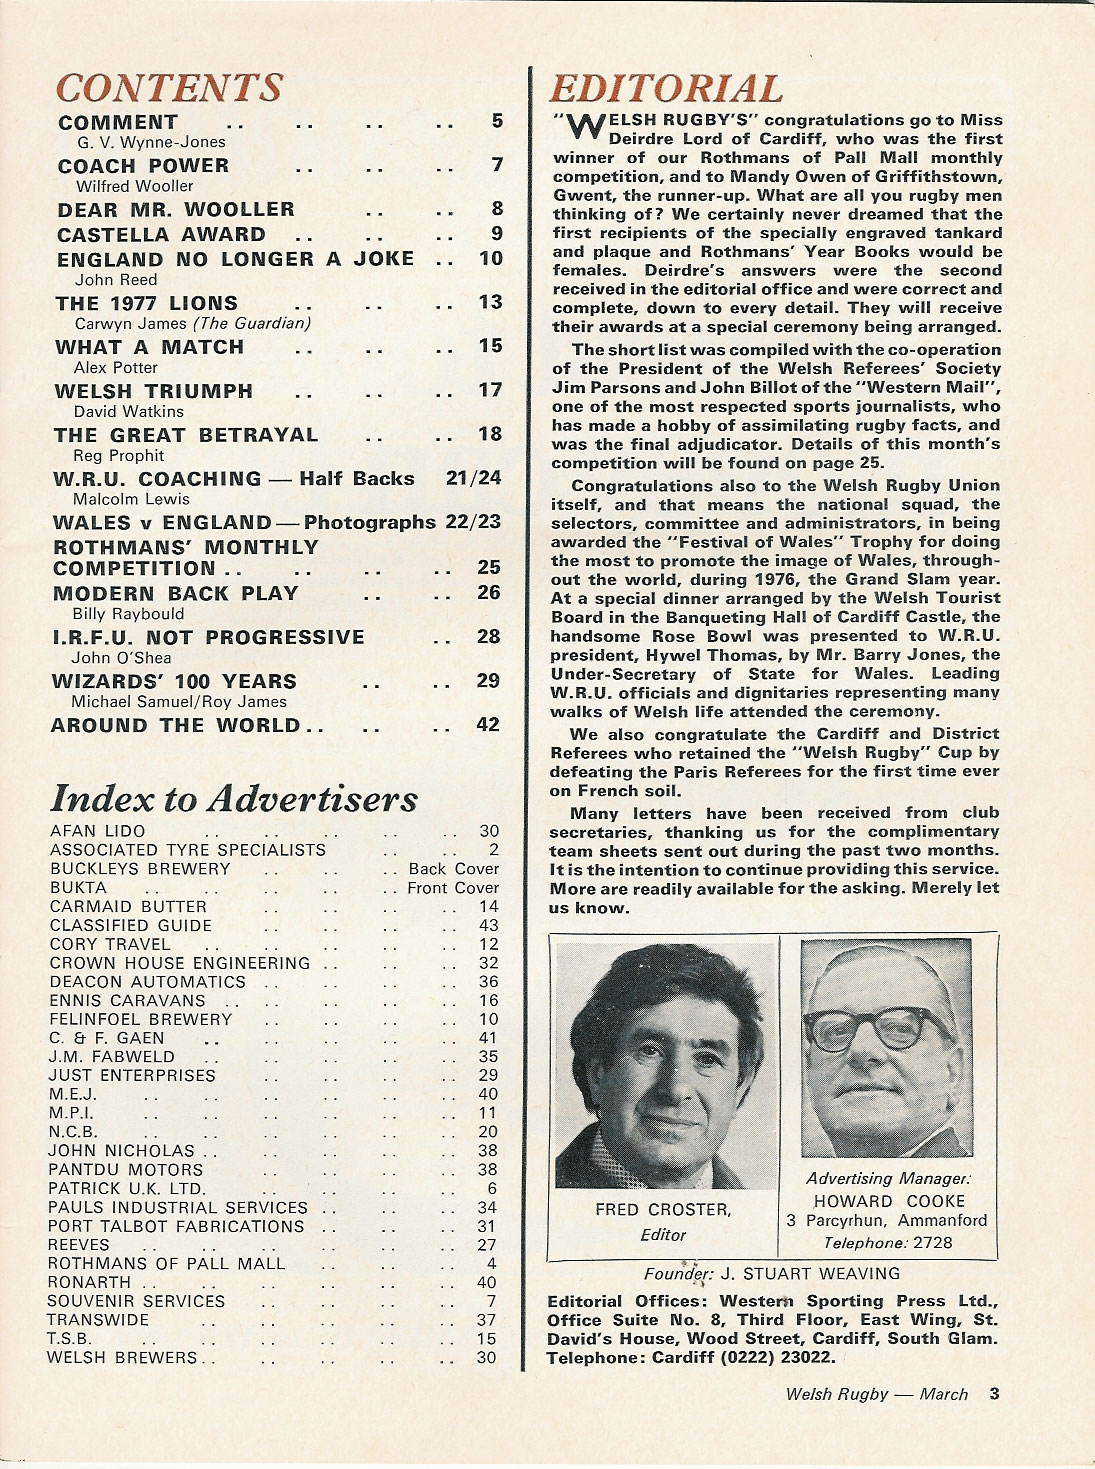 CONTENTS
COMMENT .. .. .. .. 5
G. V. Wynne-Jones
COACH POWER .. .. .. 7
Wilfred Wooller
DEAR MR. WOOLLER .. .. 8
CASTELLA AWARD .. .. .. 9
ENGLAND NO LONGER A JOKE .. 10
John Reed
THE 1977 LIONS .. .. .. 13
Carwyn James (The Guardian)
WHAT A MATCH .. .. .. 15
Alex Potter
WELSH TRIUMPH .. .. .. 17
David Watkins
THE GREAT BETRAYAL .. .. 18
Reg Prophit
W.R.U. COACHING — Half Backs 21/24
Malcolm Lewis
WALES v ENGLAND — Photographs 22/23
ROTHMANS' MONTHLY
COMPETITION .. .. .. .. 25
MODERN BACK PLAY .. .. 26
Billy Raybould
I.R.F.U. NOT PROGRESSIVE .. 28
John O'Shea
WIZARDS' 100 YEARS .. .. 29
Michael Samuel/Roy James
AROUND THE WORLD .. .. .. 42
Index to Advertisers
AFAN LIDO .. .. .. .. .. 30
ASSOCIATED TYRE SPECIALISTS .. .. 2
BUCKLEYS BREWERY .. .. .. Back Cover
BUKTA .. .. .. .. .. Front Cover
CARMAID BUTTER .. .. .. .. 14
CLASSIFIED GUIDE .. .. .. .. 43
CORY TRAVEL .. .. .. .. .. 12
CROWN HOUSE ENGINEERING .. .. .. 32
DEACON AUTOMATICS .. .. .. .. 36
ENNIS CARAVANS .. .. .. .. .. 16
FELINFOEL BREWERY .. .. .. .. 10
C. & F. GAEN .. .. .. .. .. 41
J.M. FABWELD .. .. .. .. .. 35
JUST ENTERPRISES .. .. .. .. 29
M.E.J. .. .. .. .. .. .. 40
M.P.I. .. .. .. .. .. .. 11
N.C.B. .. .. .. .. .. .. 20
JOHN NICHOLAS .. .. .. .. .. 38
PANTDU MOTORS .. .. .. .. 38
PATRICK U.K. LTD. .. .. .. .. 6
PAULS INDUSTRIAL SERVICES .. .. .. 34
PORT TALBOT FABRICATIONS .. .. .. 31
REEVES .. .. .. .. .. .. 27
ROTHMANS OF PALL MALL .. .. .. 4
RONARTH .. .. .. .. .. .. 40
SOUVENIR SERVICES .. .. .. .. 7
TRANSWIDE .. .. .. .. .. 37
T.S.B. .. .. .. .. .. .. 15
WELSH BREWERS .. .. .. .. .. 30
EDITORIAL
"WELSH RUGBY'S" congratulations go to Miss
Deirdre Lord of Cardiff, who was the first
winner of our Rothmans of Pall Mall monthly
competition, and to Mandy Owen of Griffithstown,
Gwent, the runner-up. What are all you rugby men
thinking of? We certainly never dreamed that the
first recipients of the specially engraved tankard
and plaque and Rothmans' Year Books would be
females. Deirdre's answers were the second
received in the editorial office and were correct and
complete, down to every detail. They will receive
their awards at a special ceremony being arranged.
The short list was compiled with the co-operation
of the President of the Welsh Referees' Society
Jim Parsons and John Billot of the "Western Mail",
one of the most respected sports journalists, who
has made a hobby of assimilating rugby facts, and
was the final adjudicator. Details of this month's
competition will be found on page 25.
Congratulations also to the Welsh Rugby Union
itself, and that means the national squad, the
selectors, committee and administrators, in being
awarded the "Festival of Wales" Trophy for doing
the most to promote the image of Wales, through-
out the world, during 1976, the Grand Slam year.
At a special dinner arranged by the Welsh Tourist
Board in the Banqueting Hall of Cardiff Castle, the
handsome Rose Bowl was presented to W.R.U.
president, Hywel Thomas, by Mr. Barry Jones, the
Under-Secretary of State for Wales. Leading
W.R.U. officials and dignitaries representing many
walks of Welsh life attended the ceremony.
We also congratulate the Cardiff and District
Referees who retained the "Welsh Rugby" Cup by
defeating the Paris Referees for the first time ever
on French soil.
Many letters have been received from club
secretaries, thanking us for the complimentary
team sheets sent out during the past two months.
It is the intention to continue providing this service.
More are readily available for the asking. Merely let
us know.
FRED CROSTER,
Editor
Advertising Manager:
HOWARD COOKE
3 Parcyrhun, Ammanford
Telephone: 2728
Founder: J. STUART WEAVING
Editorial Offices: Western Sporting Press Ltd.,
Office Suite No. 8, Third Floor, East Wing, St.
David's House, Wood Street, Cardiff, South Glam.
Telephone: Cardiff (0222) 23022.
Welsh Rugby — March 3